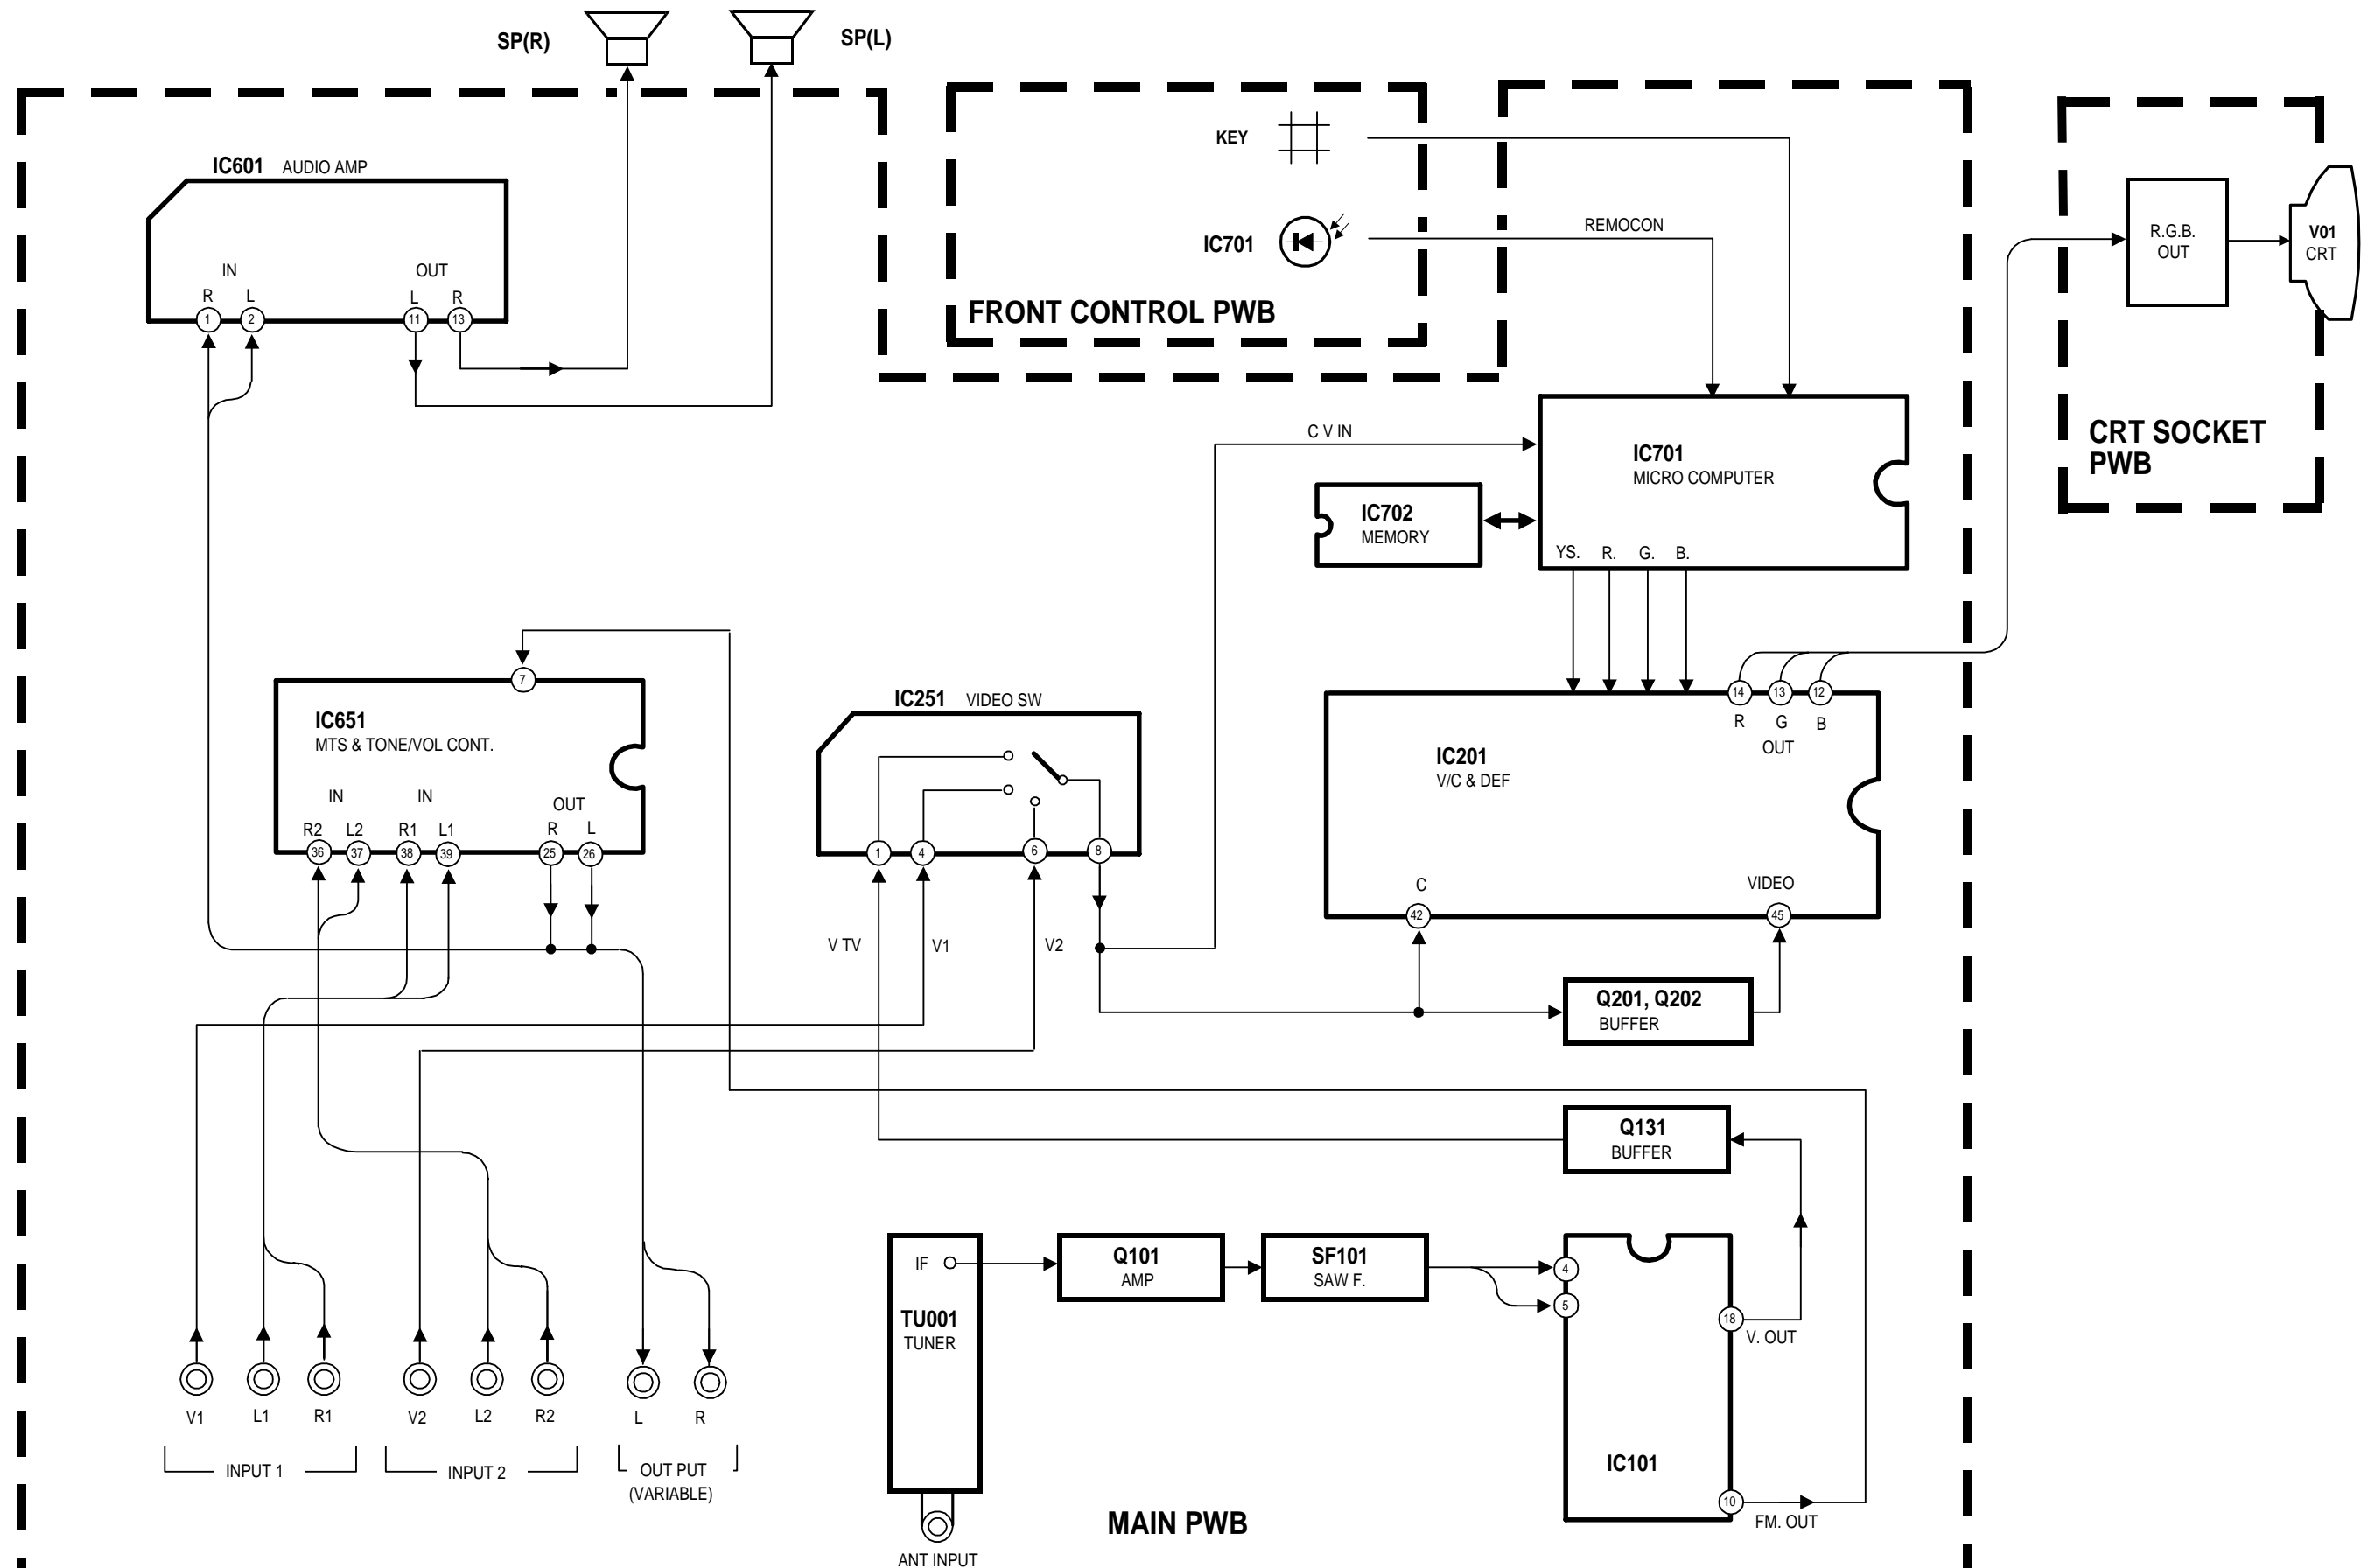 SP(R)
SP(L)
KEY
IC601 AUDIO AMP
IN
OUT
R L
L R
1 2 11 13
REMOCON
IC701
FRONT CONTROL PWB
R.G.B.
OUT
V01
CRT
CRT SOCKET
PWB
C V IN
IC701
MICRO COMPUTER
IC702
MEMORY
YS. R. G. B.
7
IC651
MTS & TONE/VOL CONT.
IN
IN
OUT
R2 L2 R1 L1 R L
36 37 38 39 25 26
IC251 VIDEO SW
1 4 6 8
V TV
V1
V2
14 13 12
R G B
OUT
IC201
V/C & DEF
C
VIDEO
42
45
Q201, Q202
BUFFER
Q131
BUFFER
IF
TU001
TUNER
Q101
AMP
SF101
SAW F.
4
5
18
V. OUT
IC101
10
FM. OUT
V1 L1 R1 V2 L2 R2 L R
INPUT 1
INPUT 2
OUT PUT
(VARIABLE)
MAIN PWB
ANT INPUT